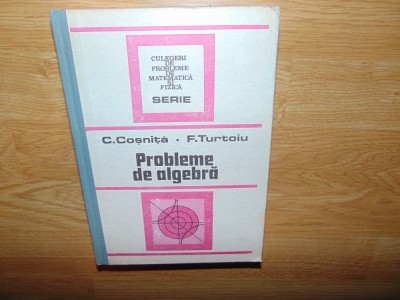 CULEGERI
DE
PROBLEME
DE
MATEMATICĂ
ŞI
FIZICĂ
SERIE
C.Coşniţă • F.Turtoiu
Probleme
de algebră